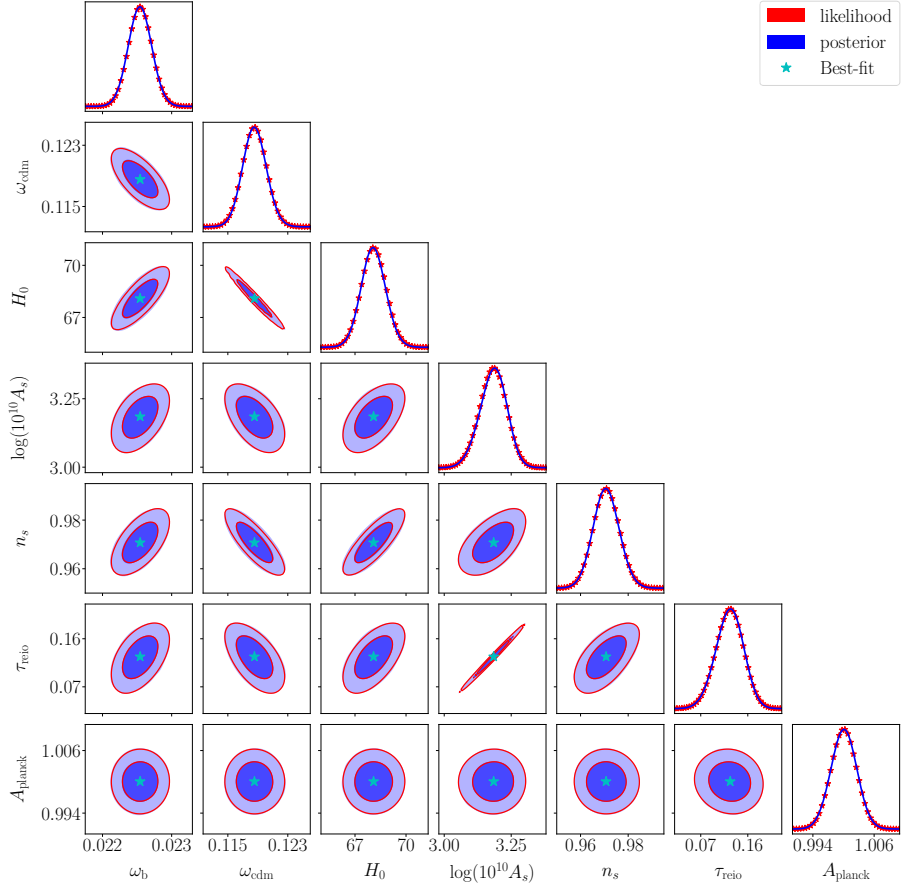 likelihood
posterior
Best-fit
0.123
0.115
ω_cdm
70
67
H_0
3.25
3.00
log(10^10 A_s)
0.98
0.96
n_s
0.16
0.07
τ_reio
1.006
0.994
A_planck
0.022 0.023 0.115 0.123 67 70 3.00 3.25 0.96 0.98 0.07 0.16 0.994 1.006
ω_b ω_cdm H_0 log(10^10 A_s) n_s τ_reio A_planck